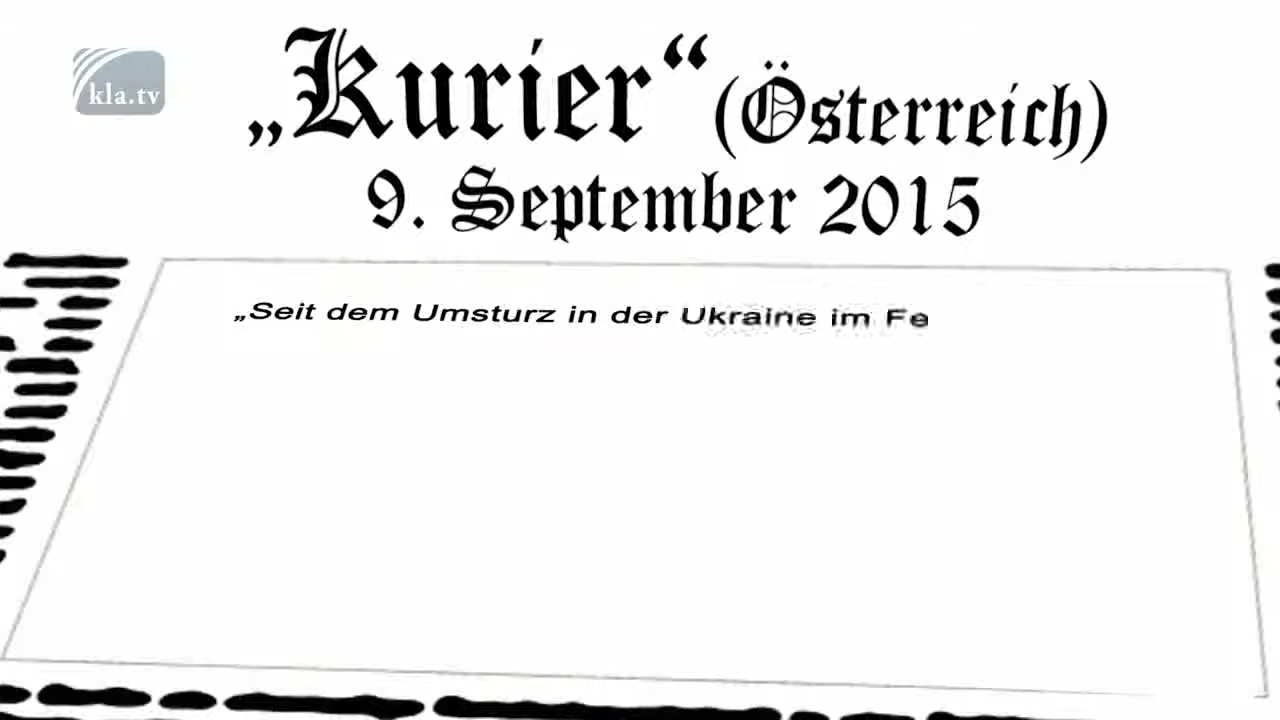 kla.tv
„Kurier“ (Österreich)
9. September 2015
„Seit dem Umsturz in der Ukraine im Fe